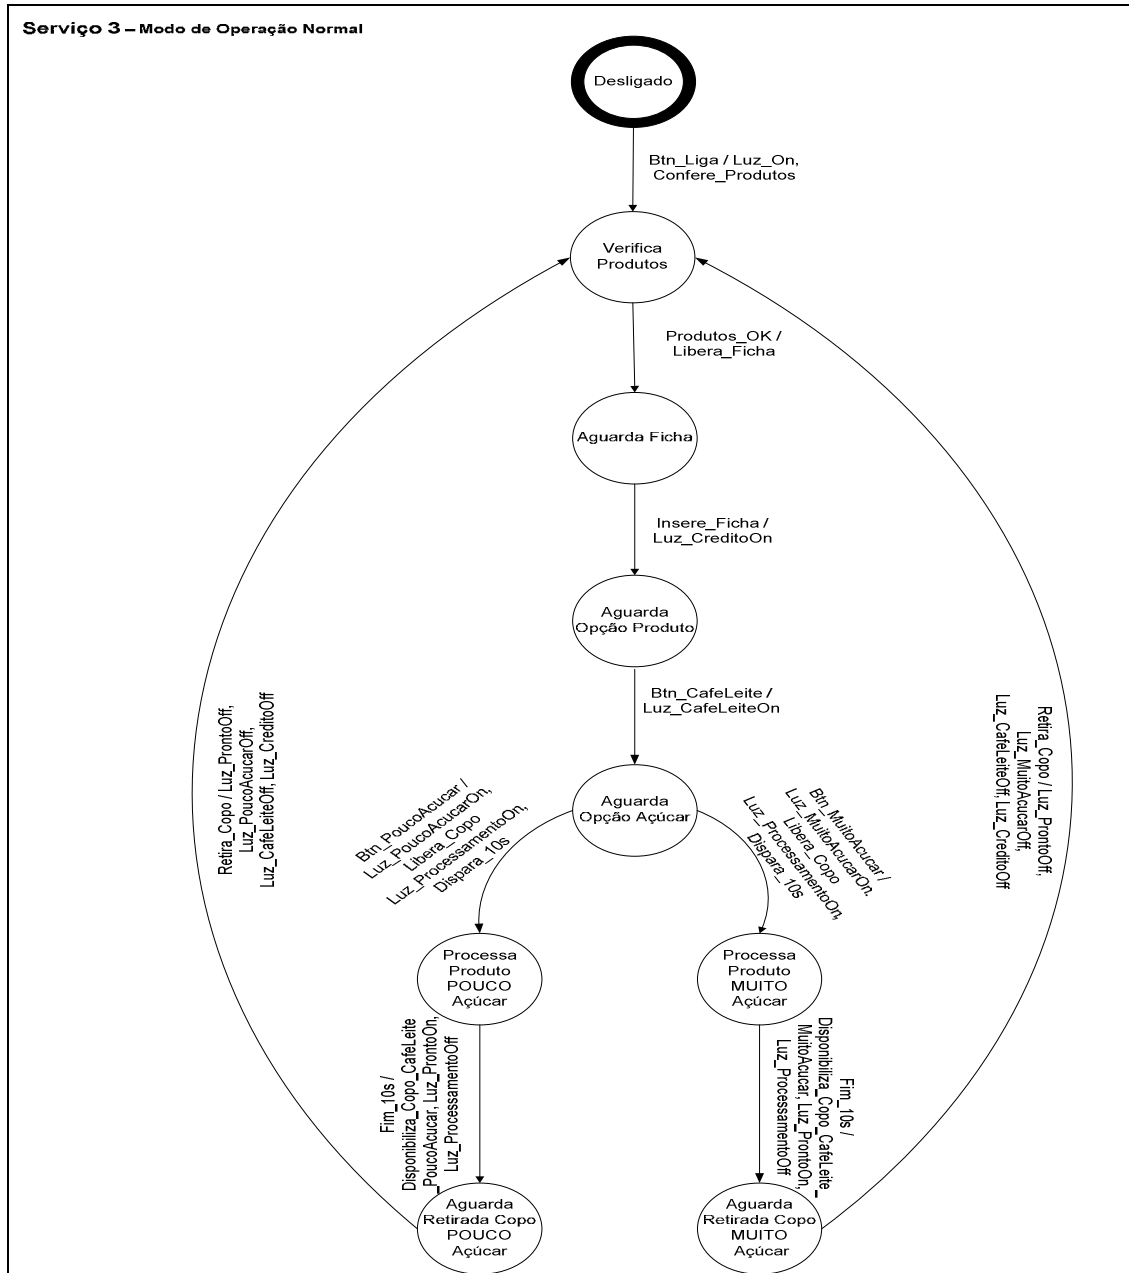 Serviço 3 – Modo de Operação Normal
Desligado
Btn_Liga / Luz_On,
Confere_Produtos
Verifica
Produtos
Produtos_OK /
Libera_Ficha
Aguarda Ficha
Insere_Ficha /
Luz_CreditoOn
Aguarda
Opção Produto
Btn_CafeLeite /
Luz_CafeLeiteOn
Retira_Copo / Luz_ProntoOff,
Luz_PoucoAcucarOff,
Luz_CafeLeiteOff, Luz_CreditoOff
Retira_Copo / Luz_ProntoOff,
Luz_MuitoAcucarOff,
Luz_CafeLeiteOff, Luz_CreditoOff
Aguarda
Opção Açúcar
Btn_PoucoAcucar /
Luz_PoucoAcucarOn,
Libera_Copo
Luz_ProcessamentoOn,
Dispara_10s
Btn_MuitoAcucar /
Luz_MuitoAcucarOn.
Libera_Copo
Luz_ProcessamentoOn,
Dispara_10s
Processa
Produto
POUCO
Açúcar
Processa
Produto
MUITO
Açúcar
Fim_10s /
Disponibiliza_Copo_CafeLeite
_PoucoAcucar, Luz_ProntoOn,
Luz_ProcessamentoOff
Fim_10s /
Disponibiliza_Copo_CafeLeite_
MuitoAcucar, Luz_ProntoOn,
Luz_ProcessamentoOff
Aguarda
Retirada Copo
POUCO
Açúcar
Aguarda
Retirada Copo
MUITO
Açúcar